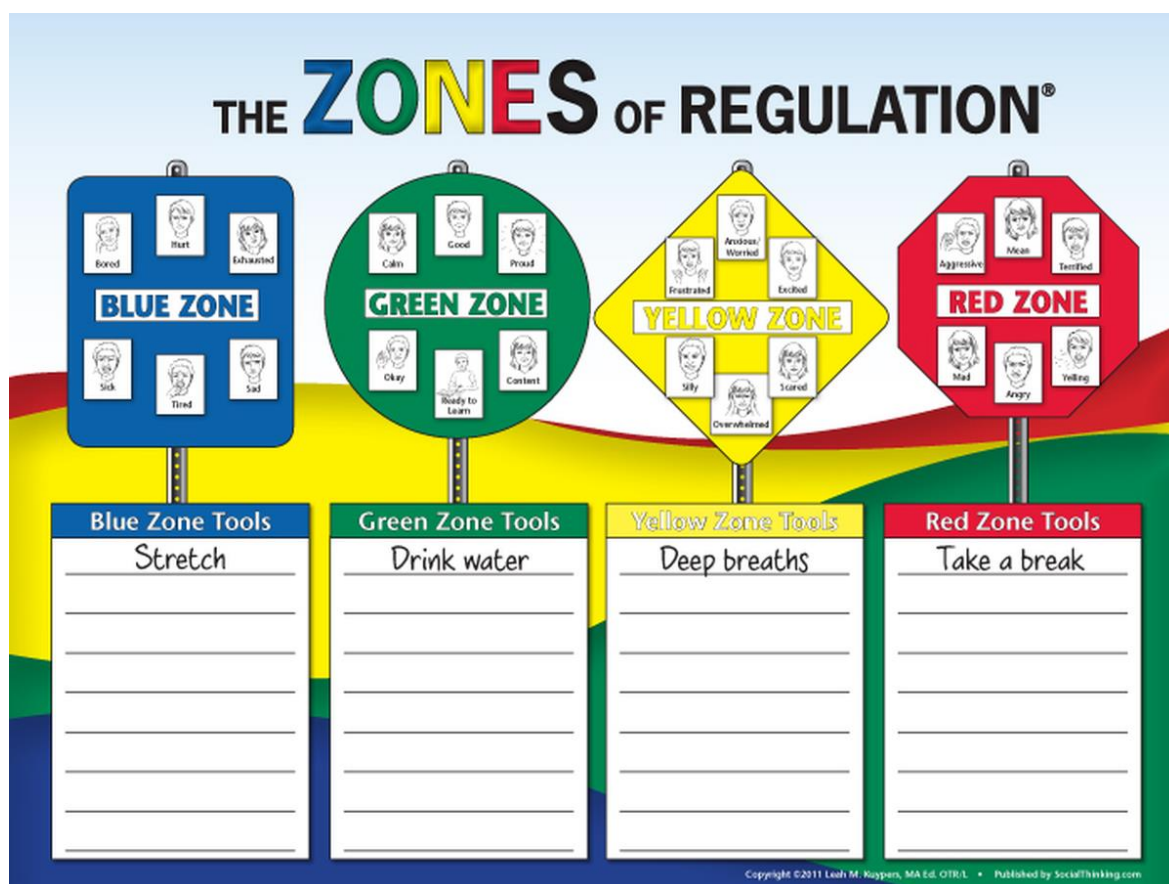 THE ZONES OF REGULATION®
Bored
Hurt
Exhausted
BLUE ZONE
Sick
Tired
Sad
Calm
Good
Proud
GREEN ZONE
Okay
Ready to
Learn
Content
Frustrated
Anxious/
Worried
Excited
YELLOW ZONE
Silly
Overwhelmed
Scared
Aggressive
Mean
Terrified
RED ZONE
Mad
Angry
Yelling
Blue Zone Tools
Stretch
Green Zone Tools
Drink water
Yellow Zone Tools
Deep breaths
Red Zone Tools
Take a break
Copyright ©2011 Leah M. Kuypers, MA Ed. OTR/L • Published by SocialThinking.com